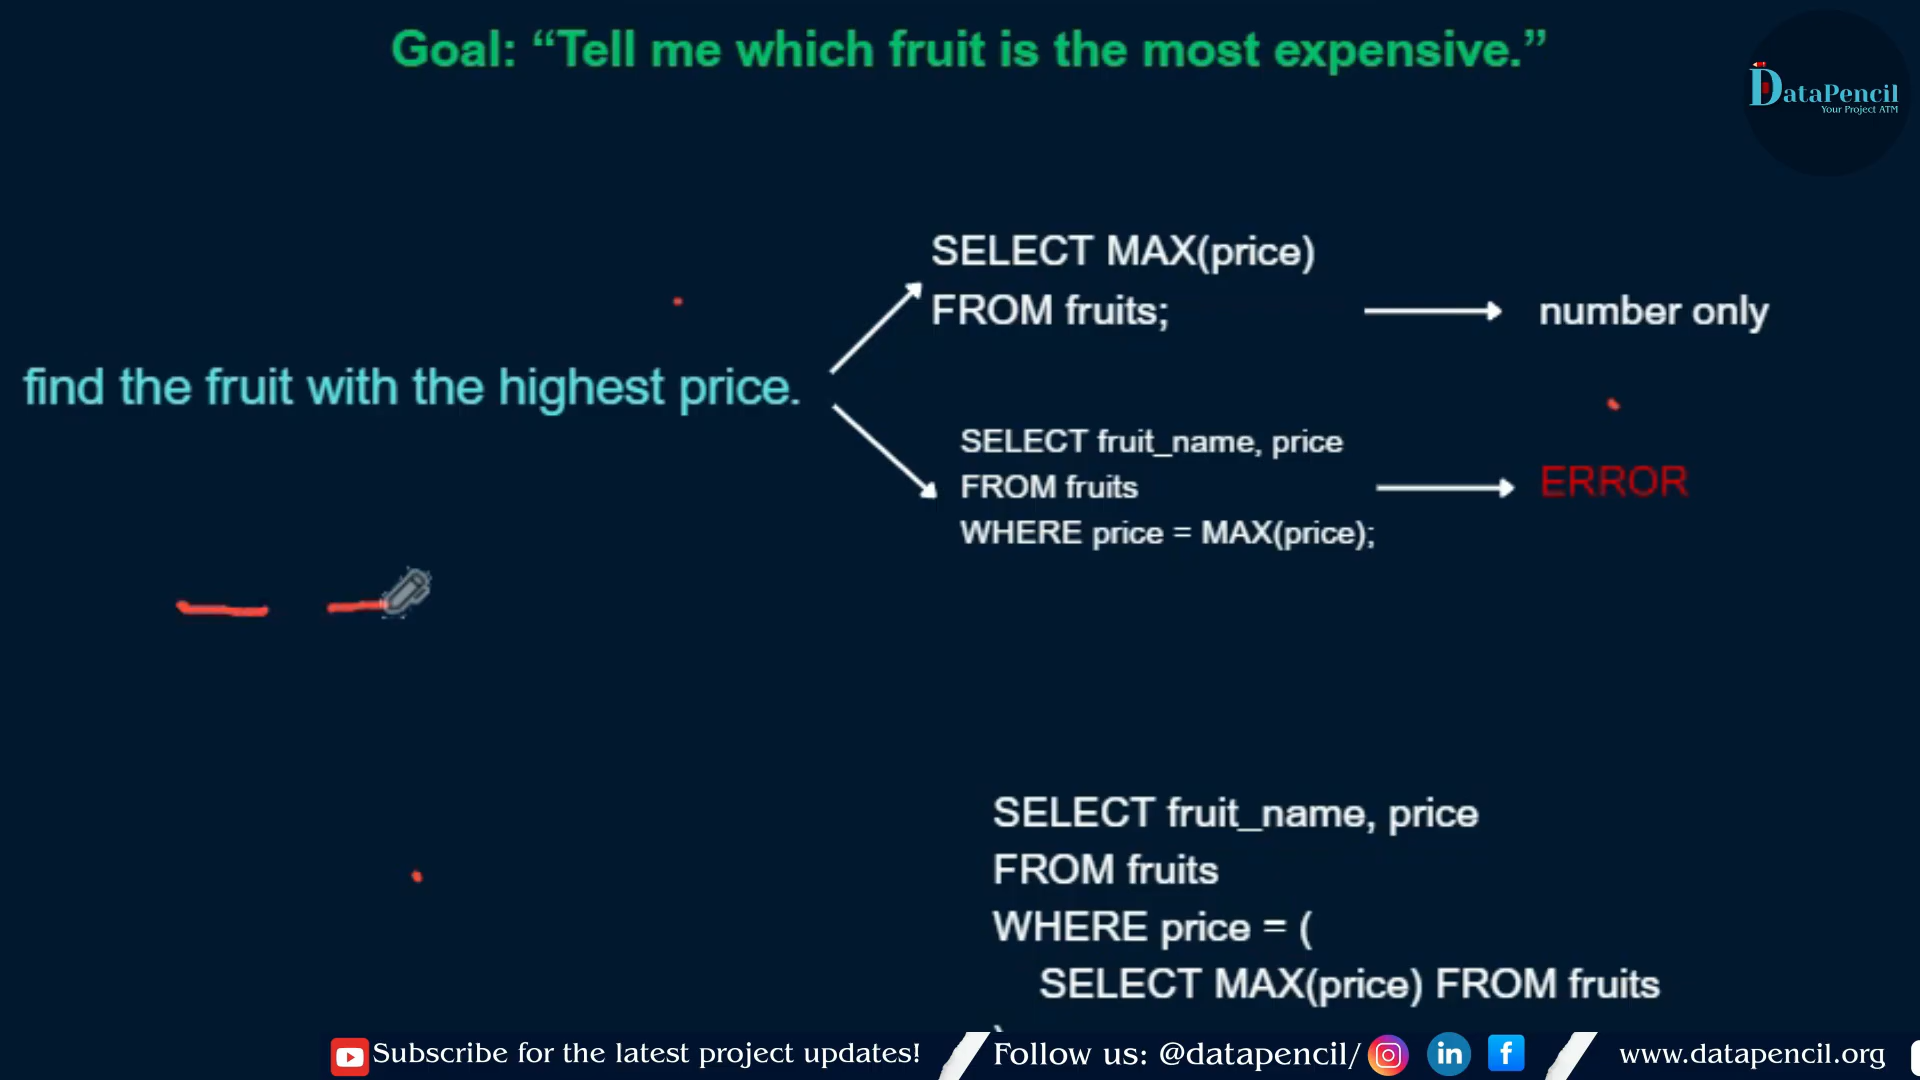 Goal: “Tell me which fruit is the most expensive.”
DataPencil
Your Project ATM
SELECT MAX(price)
FROM fruits;
number only
find the fruit with the highest price.
SELECT fruit_name, price
FROM fruits
WHERE price = MAX(price);
ERROR
SELECT fruit_name, price
FROM fruits
WHERE price = (
SELECT MAX(price) FROM fruits
Subscribe for the latest project updates!
Follow us: @datapencil/
in
f
www.datapencil.org